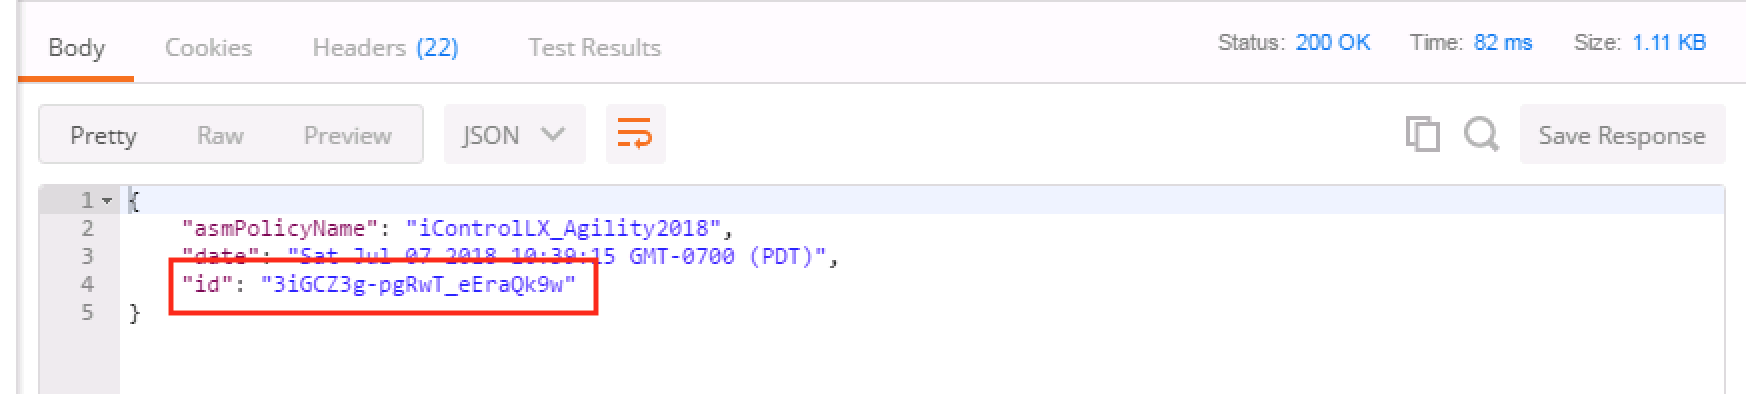 Body Cookies Headers (22) Test Results Status: 200 OK Time: 82 ms Size: 1.11 KB
Pretty Raw Preview JSON Save Response
1 {
2 "asmPolicyName": "iControlLX_Agility2018",
3 "date": "Sat Jul 07 2018 10:39:15 GMT-0700 (PDT)",
4 "id": "3iGCZ3g-pgRwT_eEraQk9w"
5 }